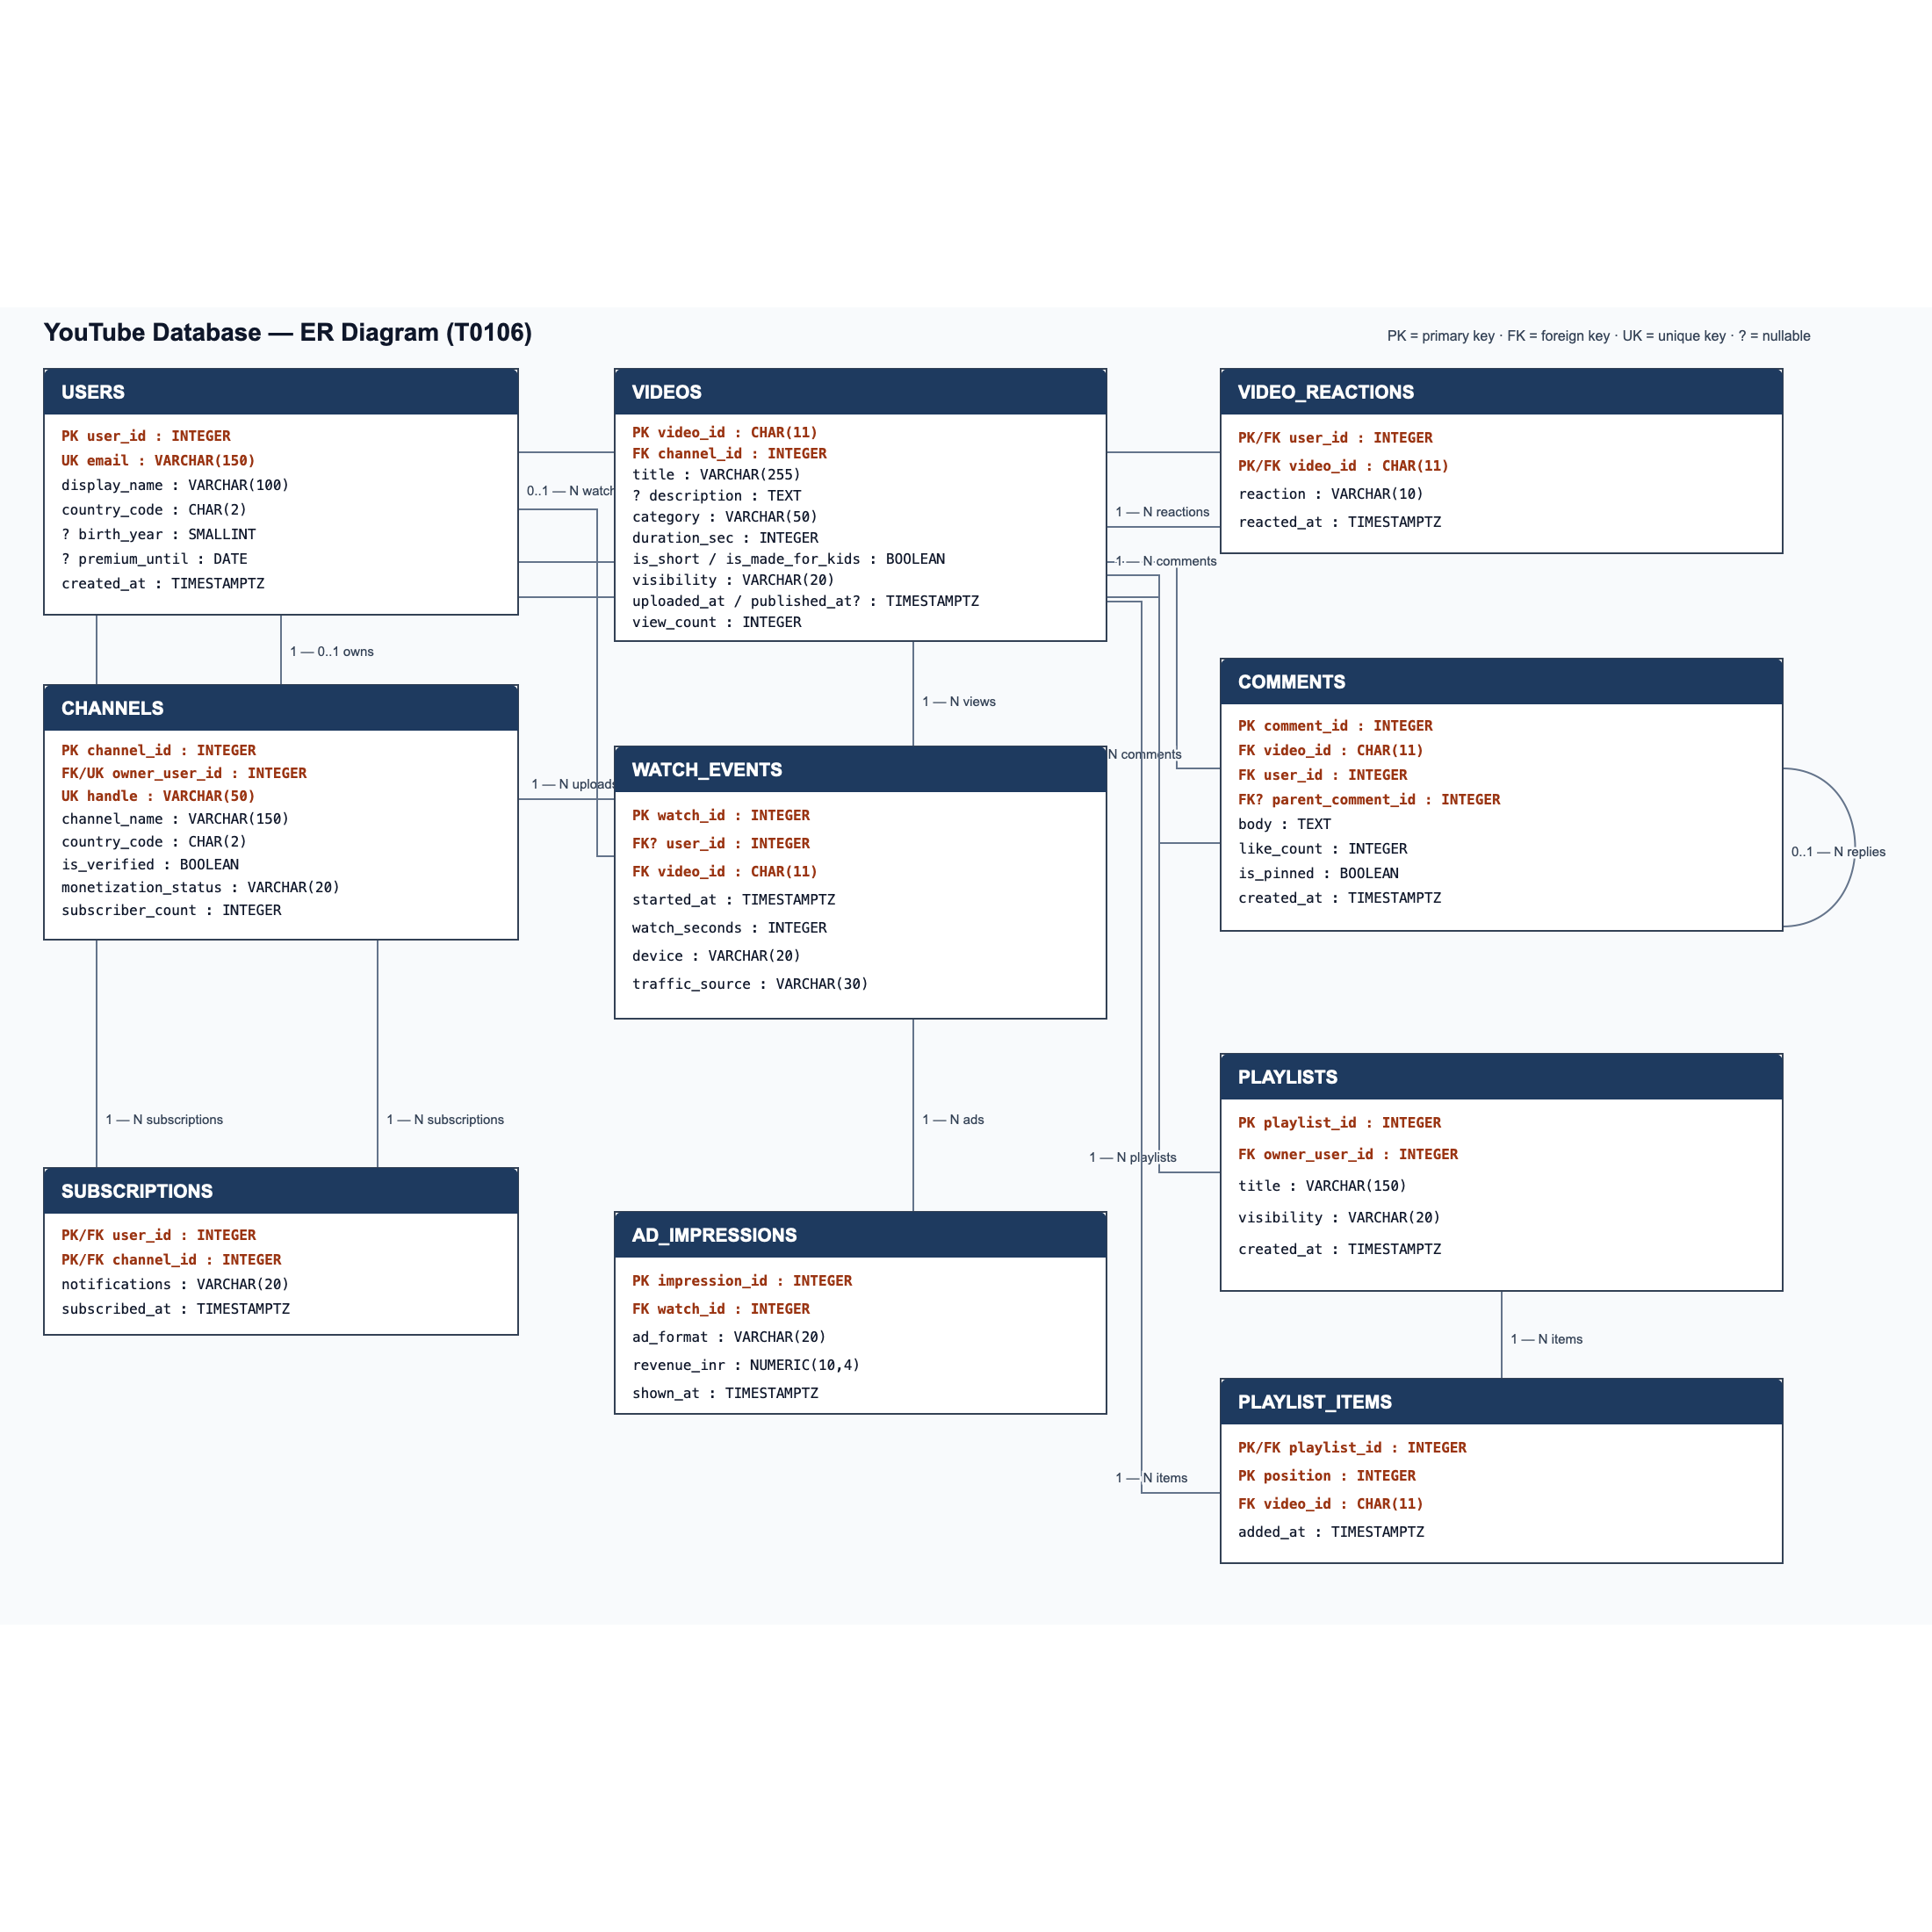 YouTube Database — ER Diagram (T0106)
PK = primary key · FK = foreign key · UK = unique key · ? = nullable
USERS
PK user_id : INTEGER
UK email : VARCHAR(150)
display_name : VARCHAR(100)
country_code : CHAR(2)
? birth_year : SMALLINT
? premium_until : DATE
created_at : TIMESTAMPTZ
0..1 — N watch
1 — 0..1 owns
VIDEOS
PK video_id : CHAR(11)
FK channel_id : INTEGER
title : VARCHAR(255)
? description : TEXT
category : VARCHAR(50)
duration_sec : INTEGER
is_short / is_made_for_kids : BOOLEAN
visibility : VARCHAR(20)
uploaded_at / published_at? : TIMESTAMPTZ
view_count : INTEGER
1 — N reactions
1 — N comments
1 — N views
VIDEO_REACTIONS
PK/FK user_id : INTEGER
PK/FK video_id : CHAR(11)
reaction : VARCHAR(10)
reacted_at : TIMESTAMPTZ
CHANNELS
PK channel_id : INTEGER
FK/UK owner_user_id : INTEGER
UK handle : VARCHAR(50)
channel_name : VARCHAR(150)
country_code : CHAR(2)
is_verified : BOOLEAN
monetization_status : VARCHAR(20)
subscriber_count : INTEGER
1 — N uploads
1 — N subscriptions
1 — N subscriptions
WATCH_EVENTS
PK watch_id : INTEGER
FK? user_id : INTEGER
FK video_id : CHAR(11)
started_at : TIMESTAMPTZ
watch_seconds : INTEGER
device : VARCHAR(20)
traffic_source : VARCHAR(30)
N comments
1 — N ads
COMMENTS
PK comment_id : INTEGER
FK video_id : CHAR(11)
FK user_id : INTEGER
FK? parent_comment_id : INTEGER
body : TEXT
like_count : INTEGER
is_pinned : BOOLEAN
created_at : TIMESTAMPTZ
0..1 — N replies
SUBSCRIPTIONS
PK/FK user_id : INTEGER
PK/FK channel_id : INTEGER
notifications : VARCHAR(20)
subscribed_at : TIMESTAMPTZ
AD_IMPRESSIONS
PK impression_id : INTEGER
FK watch_id : INTEGER
ad_format : VARCHAR(20)
revenue_inr : NUMERIC(10,4)
shown_at : TIMESTAMPTZ
1 — N playlists
PLAYLISTS
PK playlist_id : INTEGER
FK owner_user_id : INTEGER
title : VARCHAR(150)
visibility : VARCHAR(20)
created_at : TIMESTAMPTZ
1 — N items
1 — N items
PLAYLIST_ITEMS
PK/FK playlist_id : INTEGER
PK position : INTEGER
FK video_id : CHAR(11)
added_at : TIMESTAMPTZ